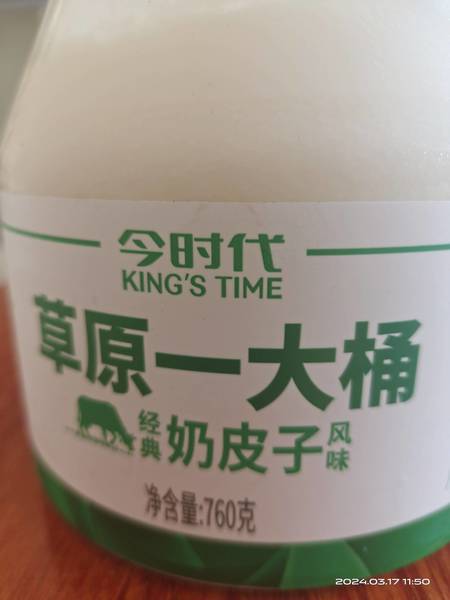 今时代
KING'S TIME
草原一大桶
经典 奶皮子 风味
净含量:760克
2024.03.17 11:50